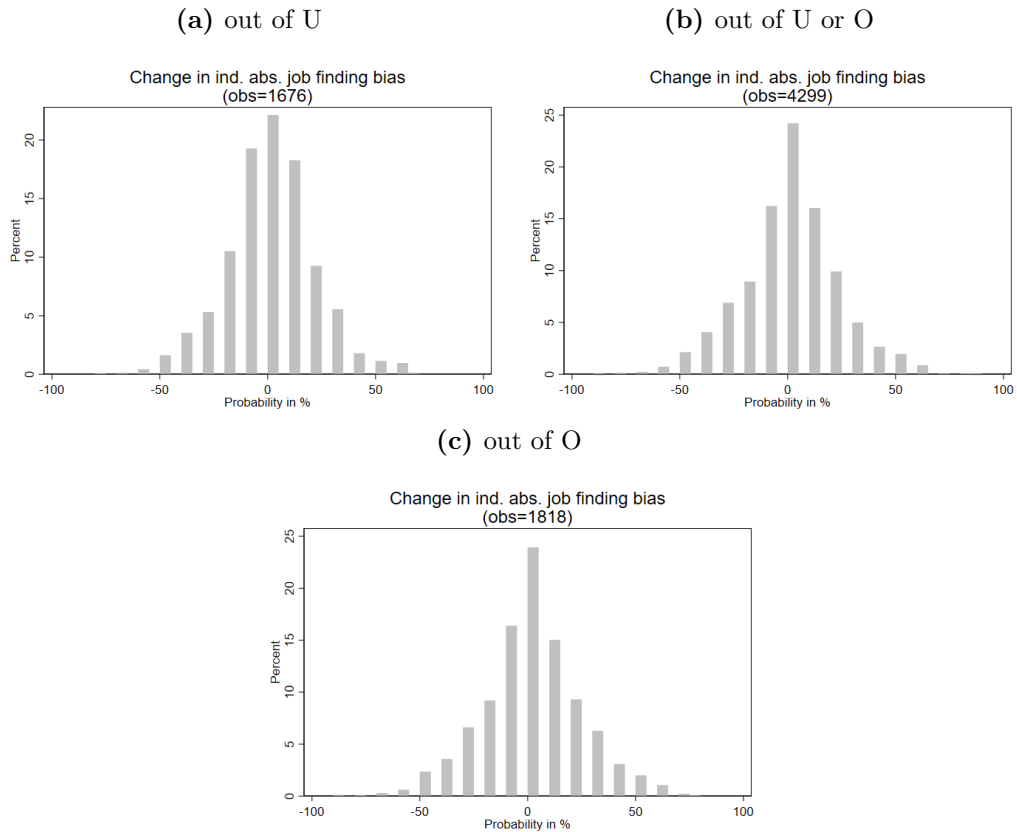 (a) out of U
Change in ind. abs. job finding bias
(obs=1676)
Percent
20
15
10
5
0
-100 -50 0 50 100
Probability in %
(b) out of U or O
Change in ind. abs. job finding bias
(obs=4299)
Percent
25
20
15
10
5
0
-100 -50 0 50 100
Probability in %
(c) out of O
Change in ind. abs. job finding bias
(obs=1818)
Percent
25
20
15
10
5
0
-100 -50 0 50 100
Probability in %